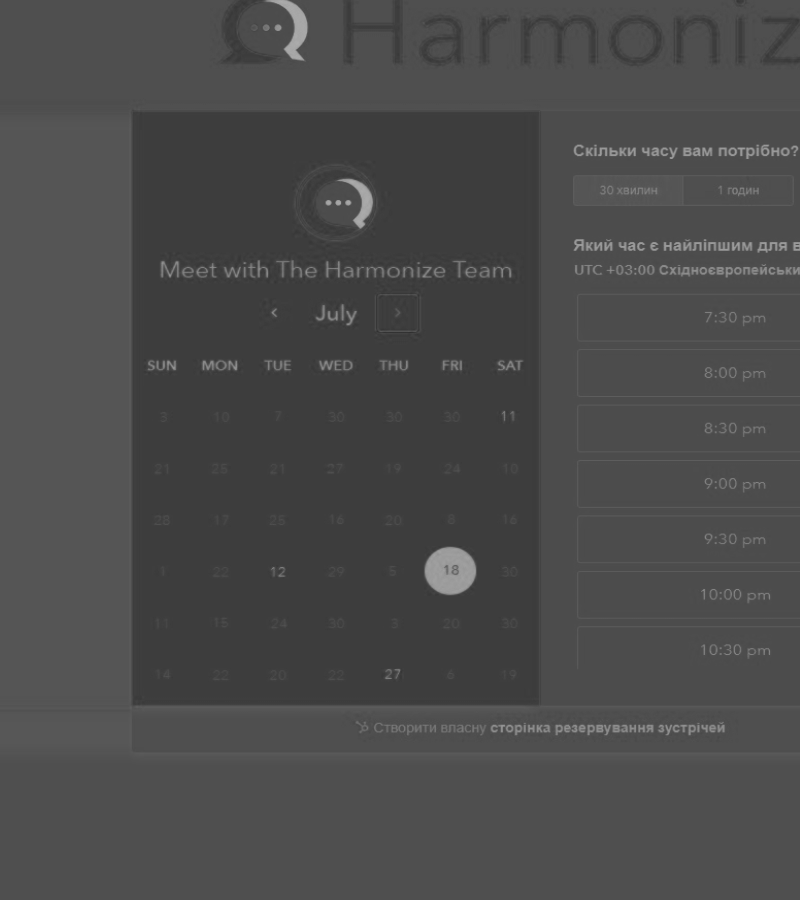 Harmoniz
Meet with The Harmonize Team
July
SUN MON TUE WED THU FRI SAT
3 10 7 30 30 30 11
21 25 21 27 19 24 10
28 17 25 16 20 8 16
1 22 12 29 5 18 30
11 15 24 30 3 20 30
14 22 20 22 27 6 19
Скільки часу вам потрібно?
30 хвилин 1 годин
Який час є найліпшим для в
UTC +03:00 Східноєвропейськи
7:30 pm
8:00 pm
8:30 pm
9:00 pm
9:30 pm
10:00 pm
10:30 pm
Створити власну сторінка резервування зустрічей